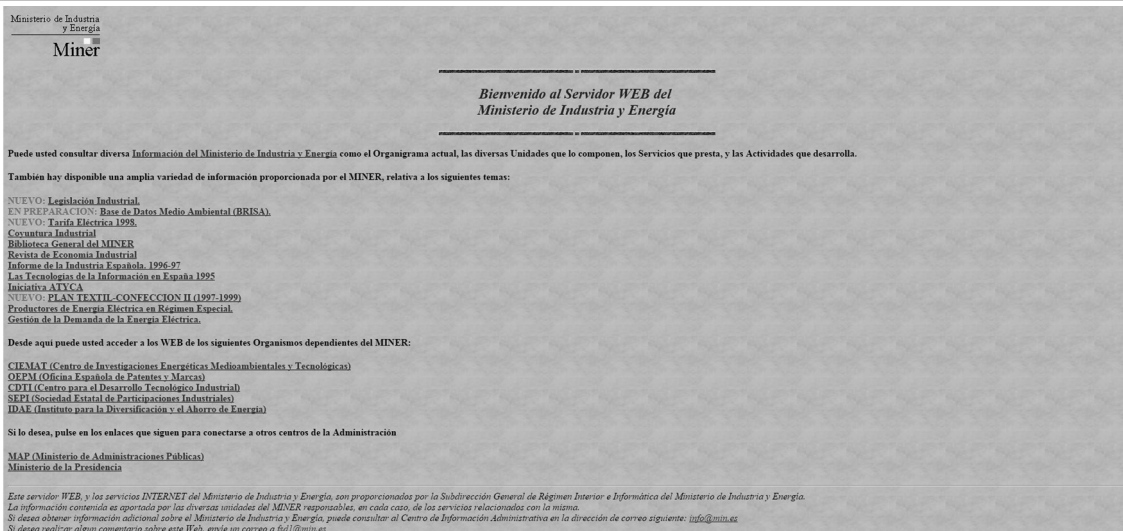 Ministerio de Industria
y Energía
Miner
Bienvenido al Servidor WEB del
Ministerio de Industria y Energía
Puede usted consultar diversa Información del Ministerio de Industria y Energía como el Organigrama actual, las diversas Unidades que lo componen, los Servicios que presta, y las Actividades que desarrolla.
También hay disponible una amplia variedad de información proporcionada por el MINER, relativa a los siguientes temas:
NUEVO: Legislación Industrial.
EN PREPARACION: Base de Datos Medio Ambiental (BRISA).
NUEVO: Tarifa Eléctrica 1998.
Coyuntura Industrial
Biblioteca General del MINER
Revista de Economía Industrial
Informe de la Industria Española. 1996-97
Las Tecnologías de la Información en España 1995
Iniciativa ATYCA
NUEVO: PLAN TEXTIL-CONFECCION II (1997-1999)
Productores de Energía Eléctrica en Régimen Especial.
Gestión de la Demanda de la Energía Eléctrica.
Desde aquí puede usted acceder a los WEB de los siguientes Organismos dependientes del MINER:
CIEMAT (Centro de Investigaciones Energéticas Medioambientales y Tecnológicas)
OEPM (Oficina Española de Patentes y Marcas)
CDTI (Centro para el Desarrollo Tecnológico Industrial)
SEPI (Sociedad Estatal de Participaciones Industriales)
IDAE (Instituto para la Diversificación y el Ahorro de Energía)
Si lo desea, pulse en los enlaces que siguen para conectarse a otros centros de la Administración
MAP (Ministerio de Administraciones Públicas)
Ministerio de la Presidencia
Este servidor WEB, y los servicios INTERNET del Ministerio de Industria y Energía, son proporcionados por la Subdirección General de Régimen Interior e Informática del Ministerio de Industria y Energía.
La información contenida es aportada por las diversas unidades del MINER responsables, en cada caso, de los servicios relacionados con la misma.
Si desea obtener información adicional sobre el Ministerio de Industria y Energía, puede consultar al Centro de Información Administrativa en la dirección de correo siguiente: info@min.es
Si desea realizar algun comentario sobre este Web, envíe un correo a